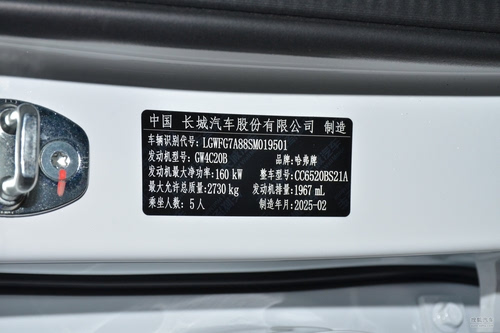 中国 长城汽车股份有限公司 制造
车辆识别代号: LGWFG7A88SM019501
发动机型号: GW4C20B 品牌: 哈弗牌
发动机最大净功率: 160 kW 整车型号: CC6520BS21A
最大允许总质量: 2730 kg 发动机排量: 1967 mL
乘坐人数: 5人 制造年月: 2025-02